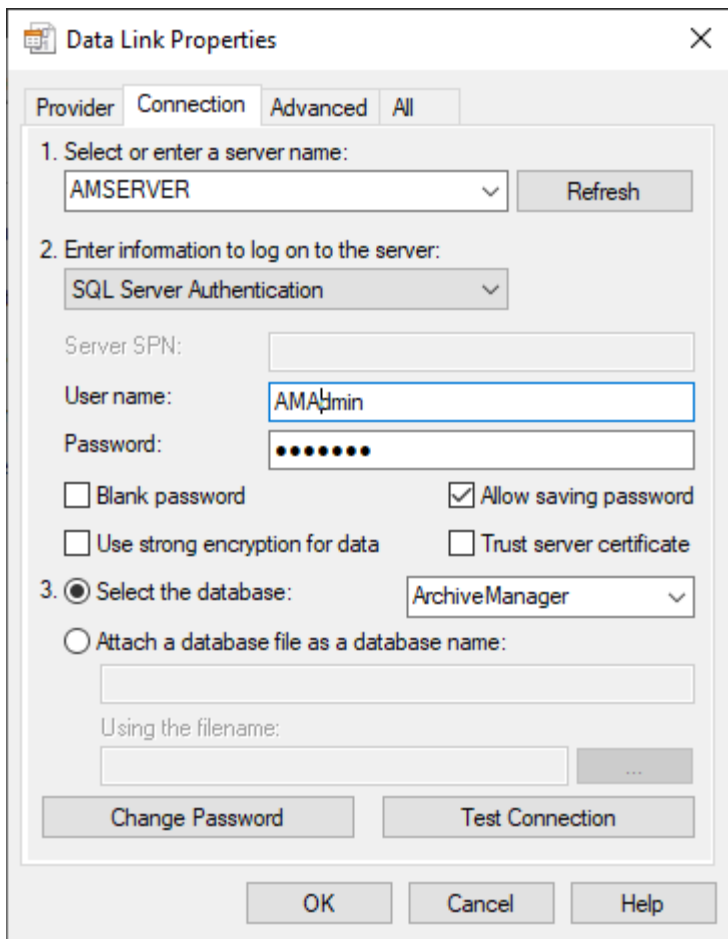 Data Link Properties
Provider Connection Advanced All
1. Select or enter a server name:
AMSERVER Refresh
2. Enter information to log on to the server:
SQL Server Authentication
Server SPN:
User name: AMAdmin
Password: ●●●●●●●
Blank password Allow saving password
Use strong encryption for data Trust server certificate
3. Select the database: ArchiveManager
Attach a database file as a database name:
Using the filename:
...
Change Password Test Connection
OK Cancel Help